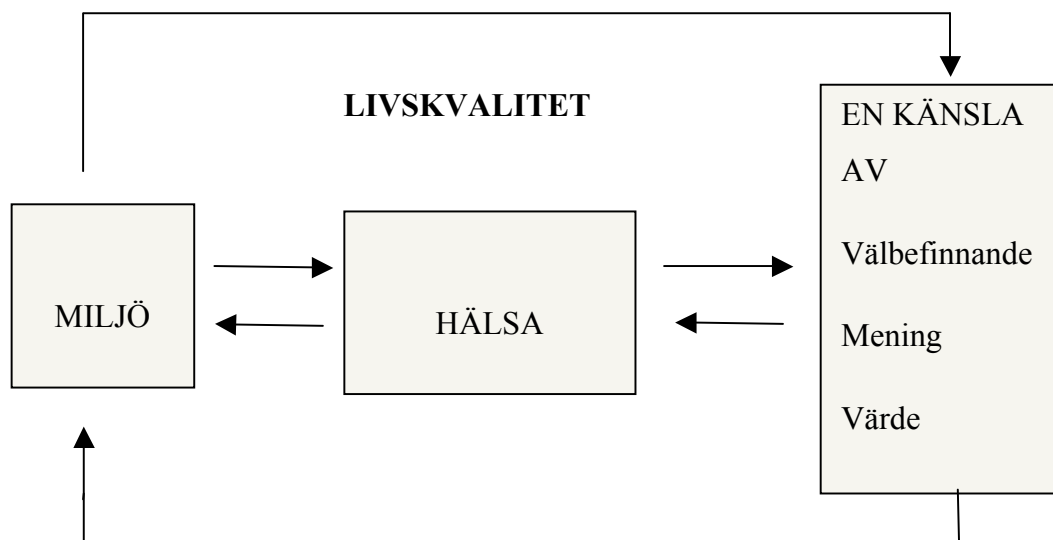 LIVSKVALITET
EN KÄNSLA
AV
Välbefinnande
Mening
Värde
MILJÖ
HÄLSA